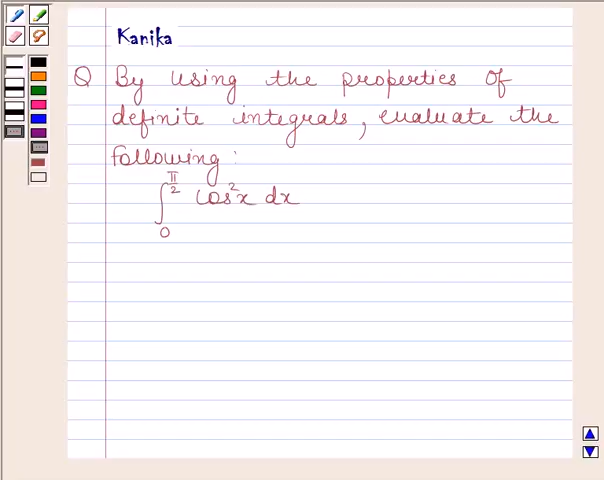 Kanika
Q By using the properties of
definite integrals, evaluate the
following:
∫₀^(π/2) cos²x dx